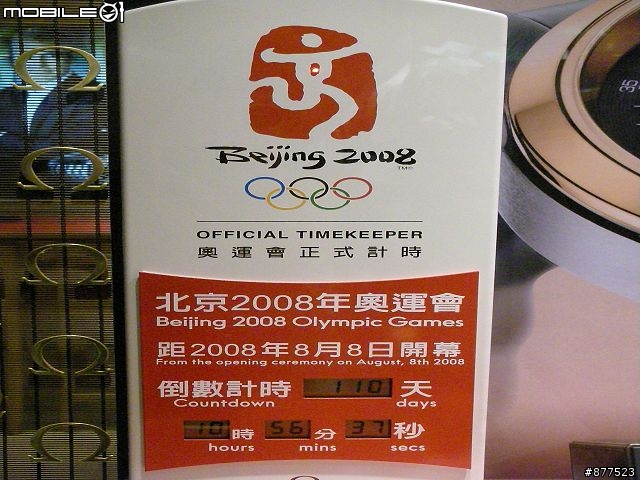 MOBILE01
Beijing 2008
TM©
OFFICIAL TIMEKEEPER
奧運會正式計時
北京2008年奧運會
Beijing 2008 Olympic Games
距2008年8月8日開幕
From the opening ceremony on August, 8th 2008
倒數計時 110 天
Countdown days
10 時 56 分 37 秒
hours mins secs
35
#877523